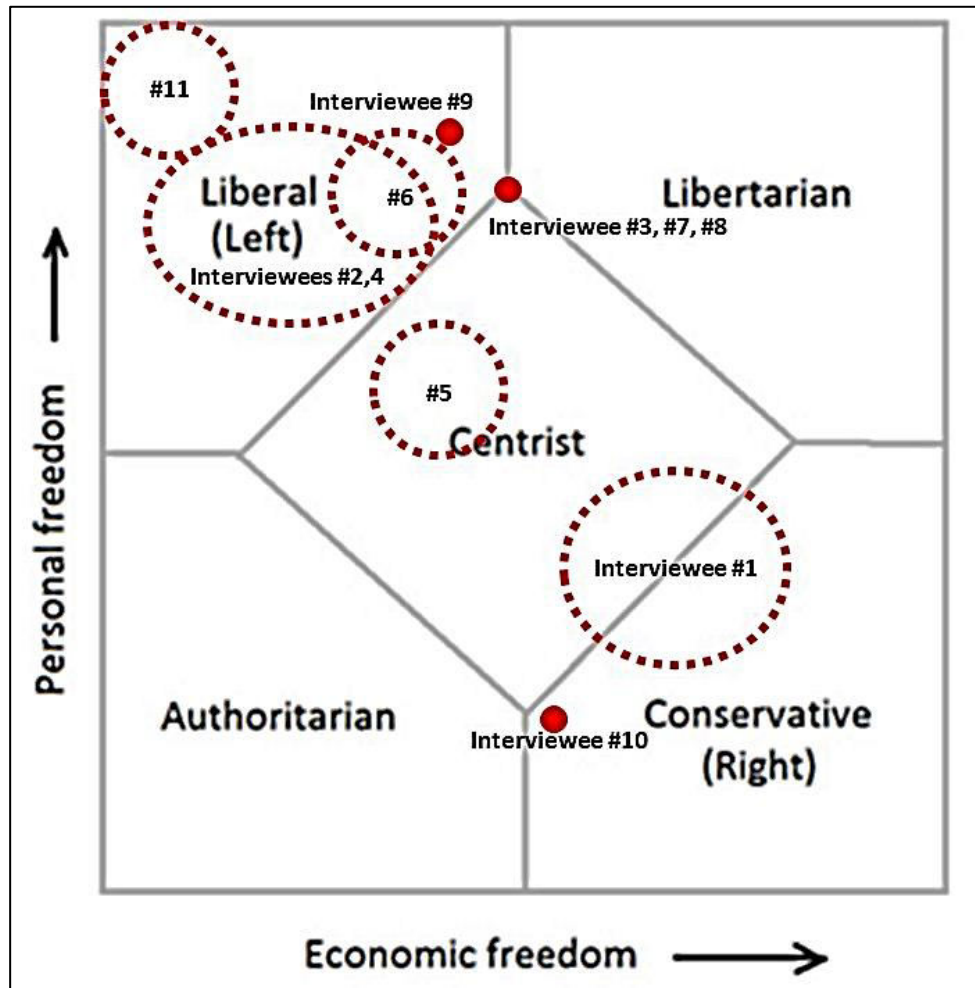 #11
Interviewee #9
Liberal
(Left)
#6
Libertarian
Interviewee #3, #7, #8
Interviewees #2,4
#5
Centrist
Interviewee #1
Authoritarian
Conservative
(Right)
Interviewee #10
Personal freedom
Economic freedom